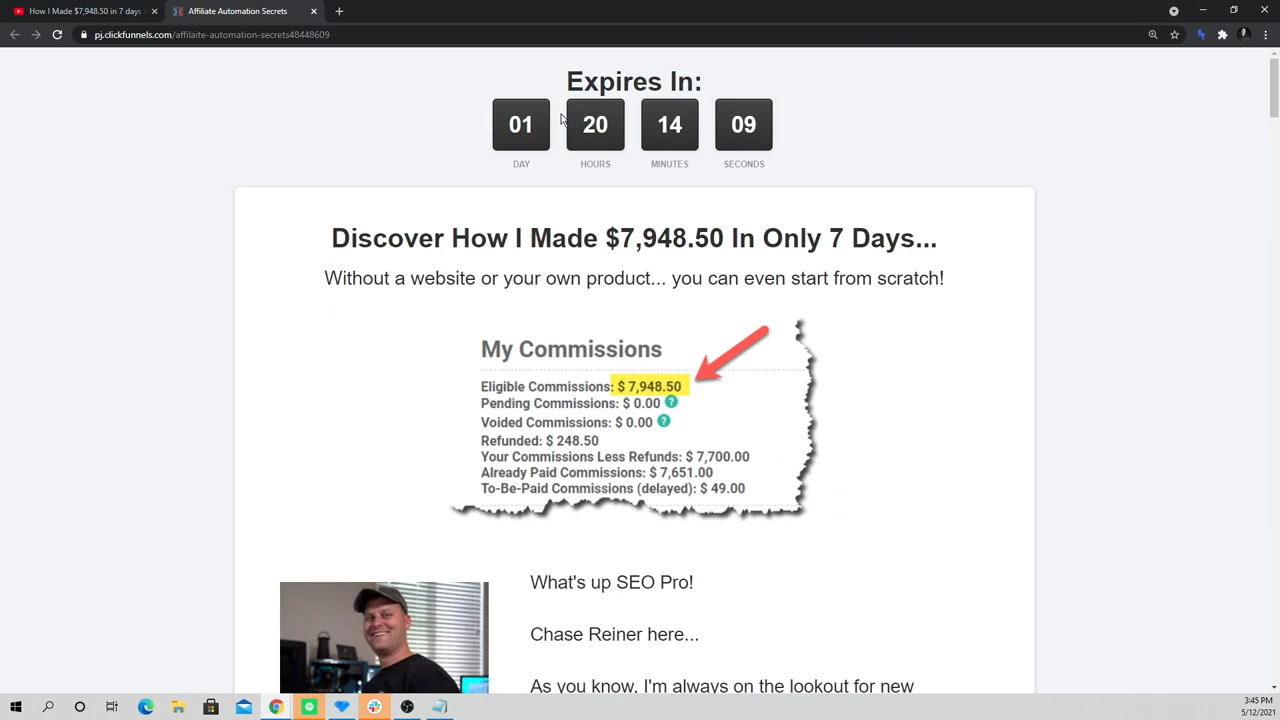 How I Made $7,948.50 in 7 days
Affiliate Automation Secrets
pj.clickfunnels.com/affilaite-automation-secrets48448609
Expires In:
01 20 14 09
DAY HOURS MINUTES SECONDS
Discover How I Made $7,948.50 In Only 7 Days...
Without a website or your own product... you can even start from scratch!
My Commissions
Eligible Commissions: $ 7,948.50
Pending Commissions: $ 0.00 ?
Voided Commissions: $ 0.00 ?
Refunded: $ 248.50
Your Commissions Less Refunds: $ 7,700.00
Already Paid Commissions: $ 7,651.00
To-Be-Paid Commissions (delayed): $ 49.00
What's up SEO Pro!
Chase Reiner here...
As you know, I'm always on the lookout for new
3:45 PM
5/12/2021